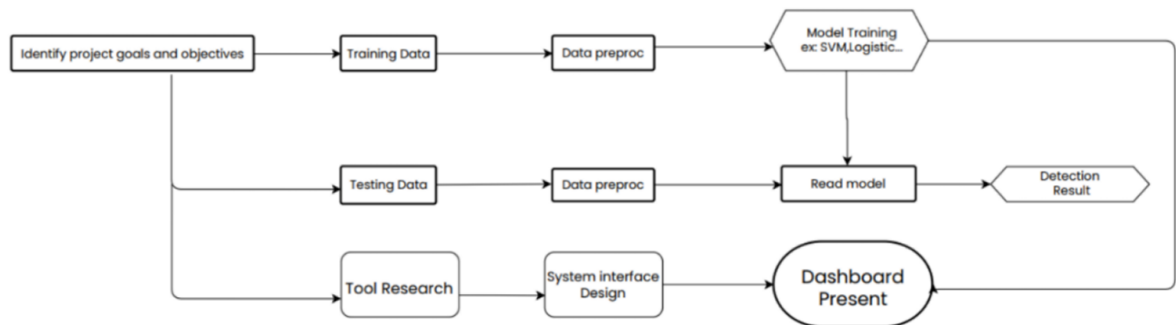 Identify project goals and objectives
Training Data
Data preproc
Model Training
ex: SVM,Logistic...
Testing Data
Data preproc
Read model
Detection
Result
Tool Research
System interface
Design
Dashboard
Present